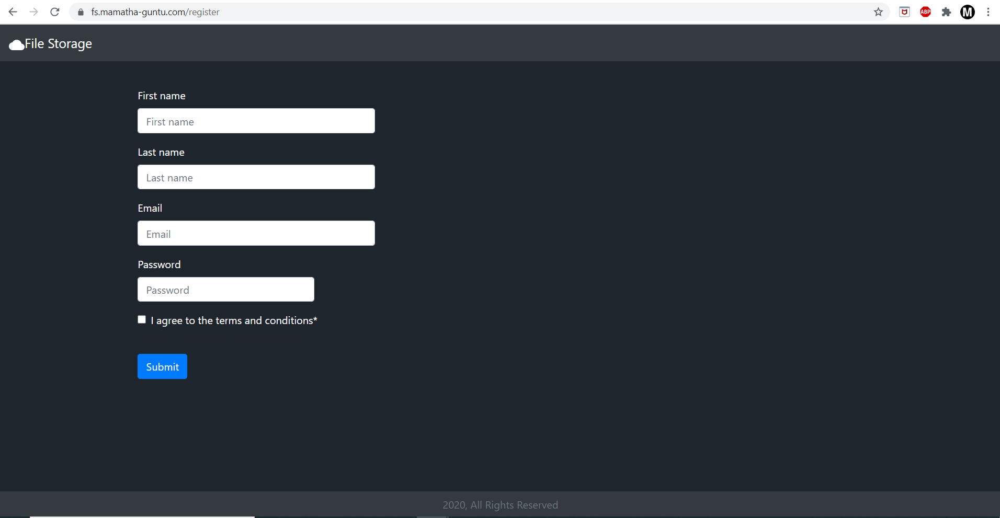 fs.mamatha-guntu.com/register
ABP
M
File Storage
First name
First name
Last name
Last name
Email
Email
Password
Password
I agree to the terms and conditions*
Submit
2020, All Rights Reserved